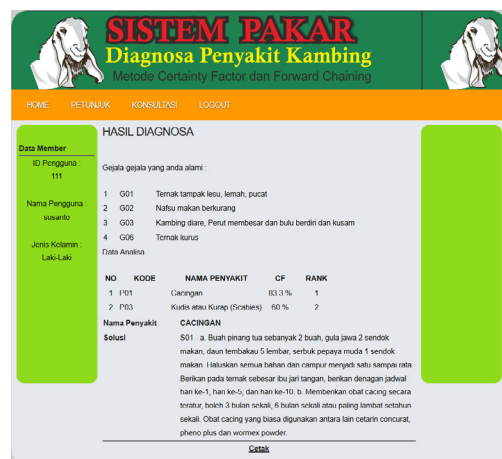 SISTEM PAKAR
Diagnosa Penyakit Kambing
Metode Certainty Factor dan Forward Chaining
HOME PETUNJUK KONSULTASI LOGOUT
Data Member
ID Pengguna :
111
Nama Pengguna :
susanto
Jenis Kelamin :
Laki-Laki
HASIL DIAGNOSA
Gejala gejala yang anda alami :
1 G01 Ternak tampak lesu, lemah, pucat
2 G02 Nafsu makan berkurang
3 G03 Kambing diare, Perut membesar dan bulu berdiri dan kusam
4 G06 Ternak kurus
Data Analisa
NO KODE NAMA PENYAKIT CF RANK
1 P01 Cacingan 83.3 % 1
2 P03 Kudis atau Kurap (Scabies) 60 % 2
Nama Penyakit CACINGAN
Solusi S01 - a. Buah pinang tua sebanyak 2 buah, gula jawa 2 sendok
makan, daun tembakau 5 lembar, serbuk pepaya muda 1 sendok
makan. Haluskan semua bahan dan campur menjadi satu sampai rata.
Berikan pada ternak sebesar ibu jari tangan, berikan denagan jadwal
hari ke-1, hari ke-5, dan hari ke-10. b. Memberikan obat cacing secara
teratur, boleh 3 bulan sekali, 6 bulan sekali atau paling lambat setahun
sekali. Obat cacing yang biasa digunakan antara lain cetarin concurat,
pheno plus dan wormex powder.
Cetak